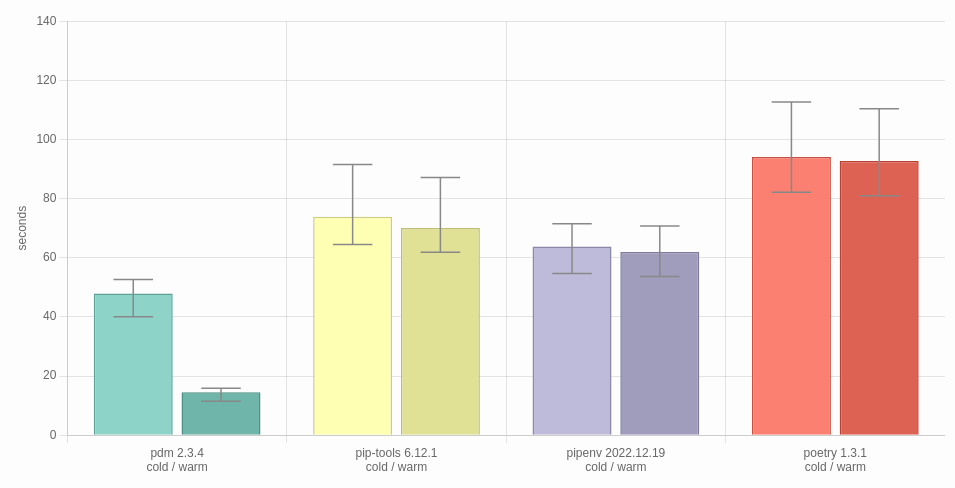 140
120
100
80
60
40
20
0
seconds
pdm 2.3.4
cold / warm
pip-tools 6.12.1
cold / warm
pipenv 2022.12.19
cold / warm
poetry 1.3.1
cold / warm